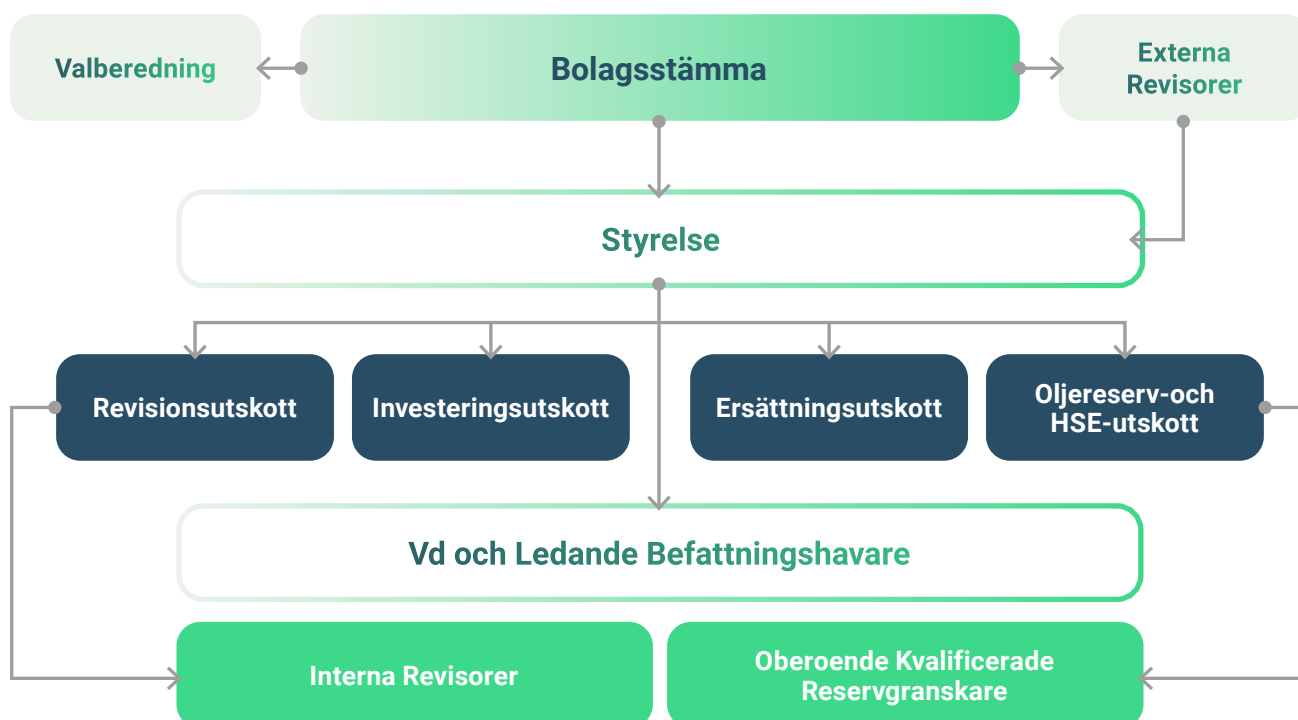 Valberedning
Bolagsstämma
Externa
Revisorer
Styrelse
Revisionsutskott
Investeringsutskott
Ersättningsutskott
Oljereserv-och
HSE-utskott
Vd och Ledande Befattningshavare
Interna Revisorer
Oberoende Kvalificerade
Reservgranskare